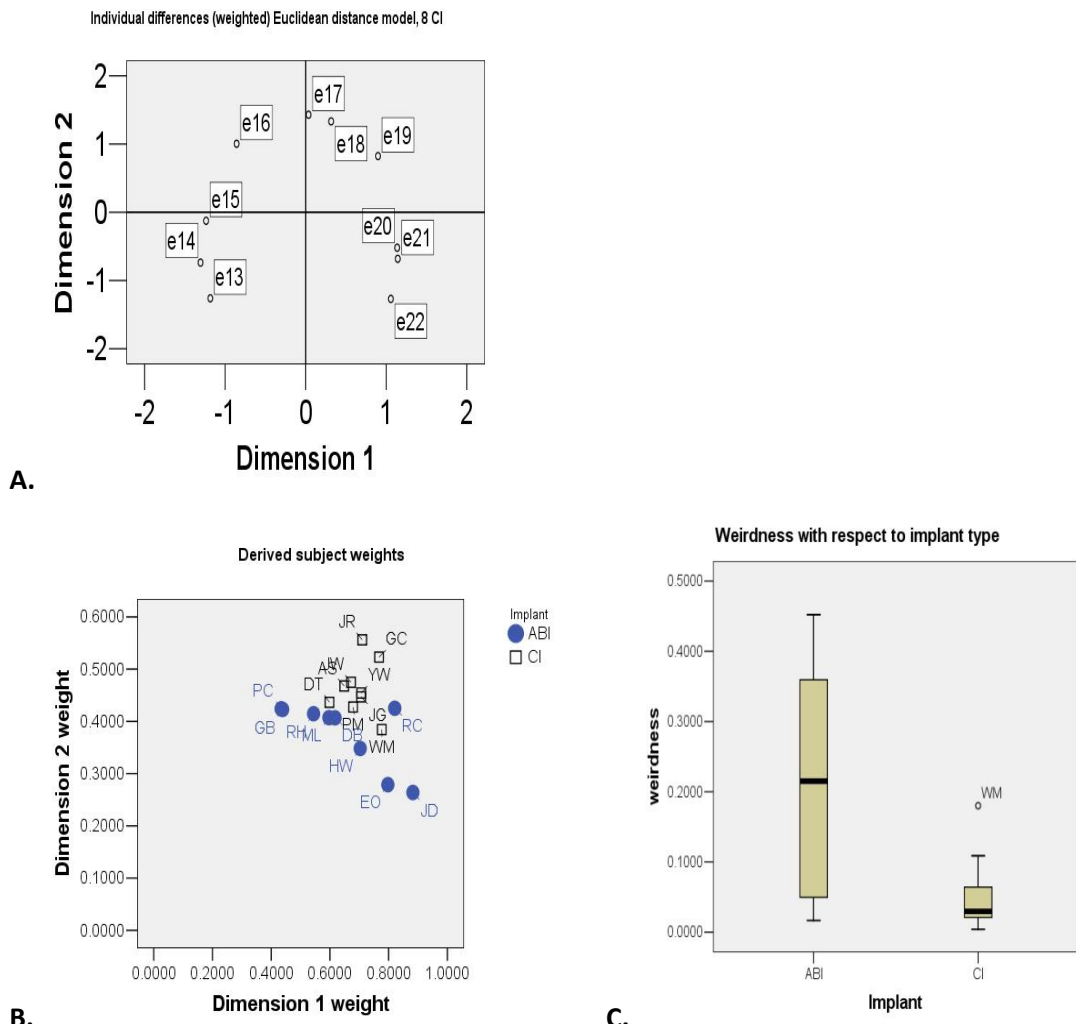 Individual differences (weighted) Euclidean distance model, 8 CI
Dimension 2
2
1
0
-1
-2
e17
e16
e18
e19
e15
e20
e21
e14
e13
e22
-2 -1 0 1 2
Dimension 1
A.
Derived subject weights
Dimension 2 weight
0.6000
0.5000
0.4000
0.3000
0.2000
0.1000
0.0000
JR
GC
AS
YW
DT
PC
GB
RH
ML
PM
DB
JG
RC
WM
HW
EO
JD
0.0000 0.2000 0.4000 0.6000 0.8000 1.0000
Dimension 1 weight
Implant
ABI
CI
B.
Weirdness with respect to implant type
weirdness
0.5000
0.4000
0.3000
0.2000
0.1000
0.0000
WM
ABI CI
Implant
C.